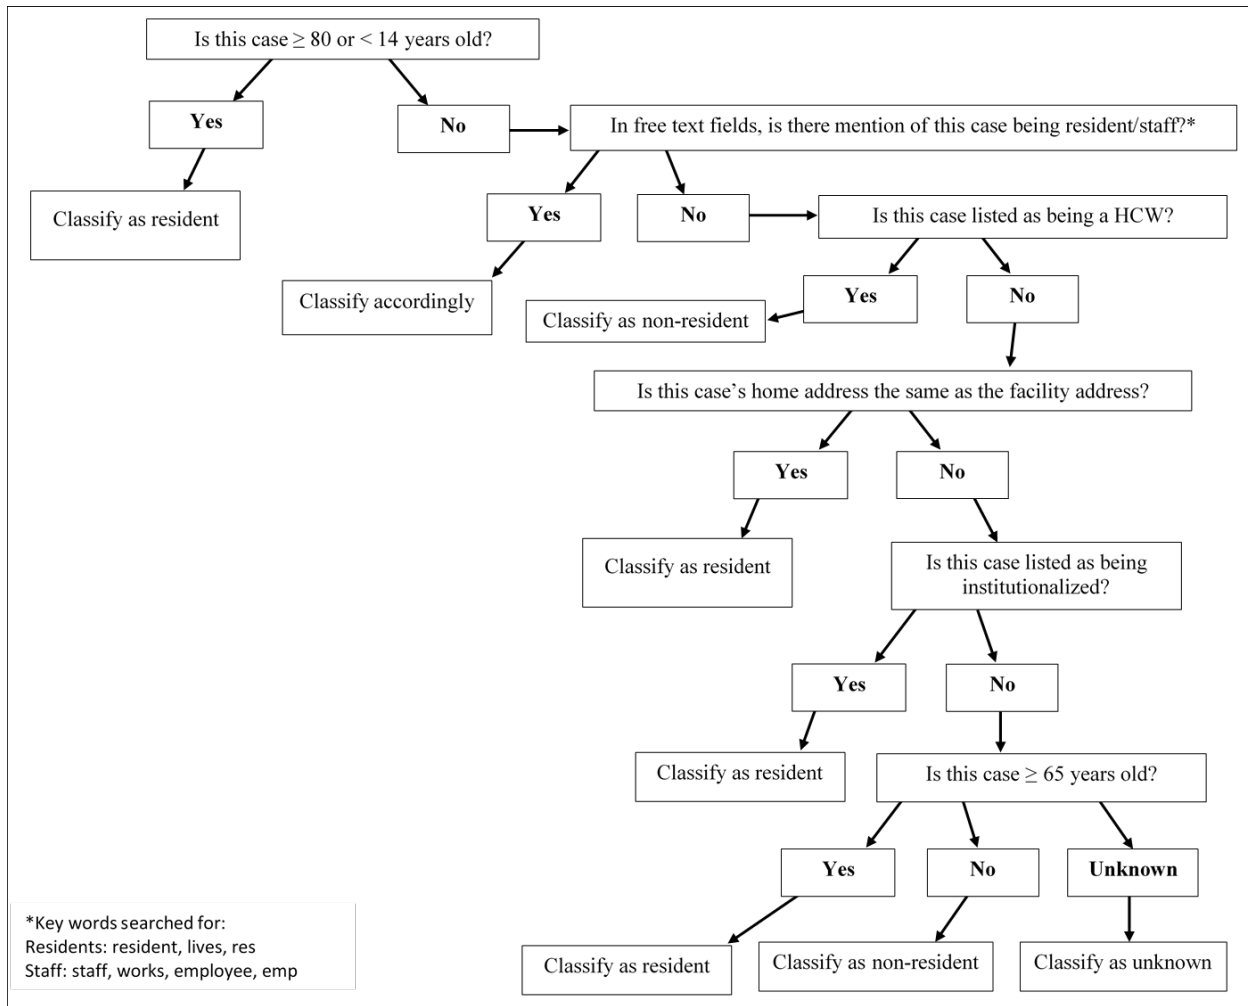 Is this case ≥ 80 or < 14 years old?
Yes
No
In free text fields, is there mention of this case being resident/staff?*
Classify as resident
Yes
No
Is this case listed as being a HCW?
Classify accordingly
Yes
No
Classify as non-resident
Is this case’s home address the same as the facility address?
Yes
No
Classify as resident
Is this case listed as being
institutionalized?
Yes
No
Classify as resident
Is this case ≥ 65 years old?
Yes
No
Unknown
Classify as resident
Classify as non-resident
Classify as unknown
*Key words searched for:
Residents: resident, lives, res
Staff: staff, works, employee, emp